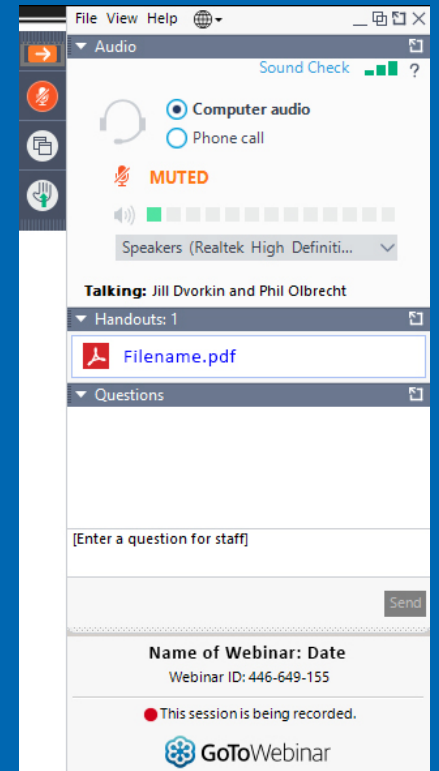 File View Help
Audio
Sound Check ?
Computer audio
Phone call
MUTED
Speakers (Realtek High Definiti...
Talking: Jill Dvorkin and Phil Olbrecht
Handouts: 1
Filename.pdf
Questions
[Enter a question for staff]
Send
Name of Webinar: Date
Webinar ID: 446-649-155
This session is being recorded.
GoToWebinar